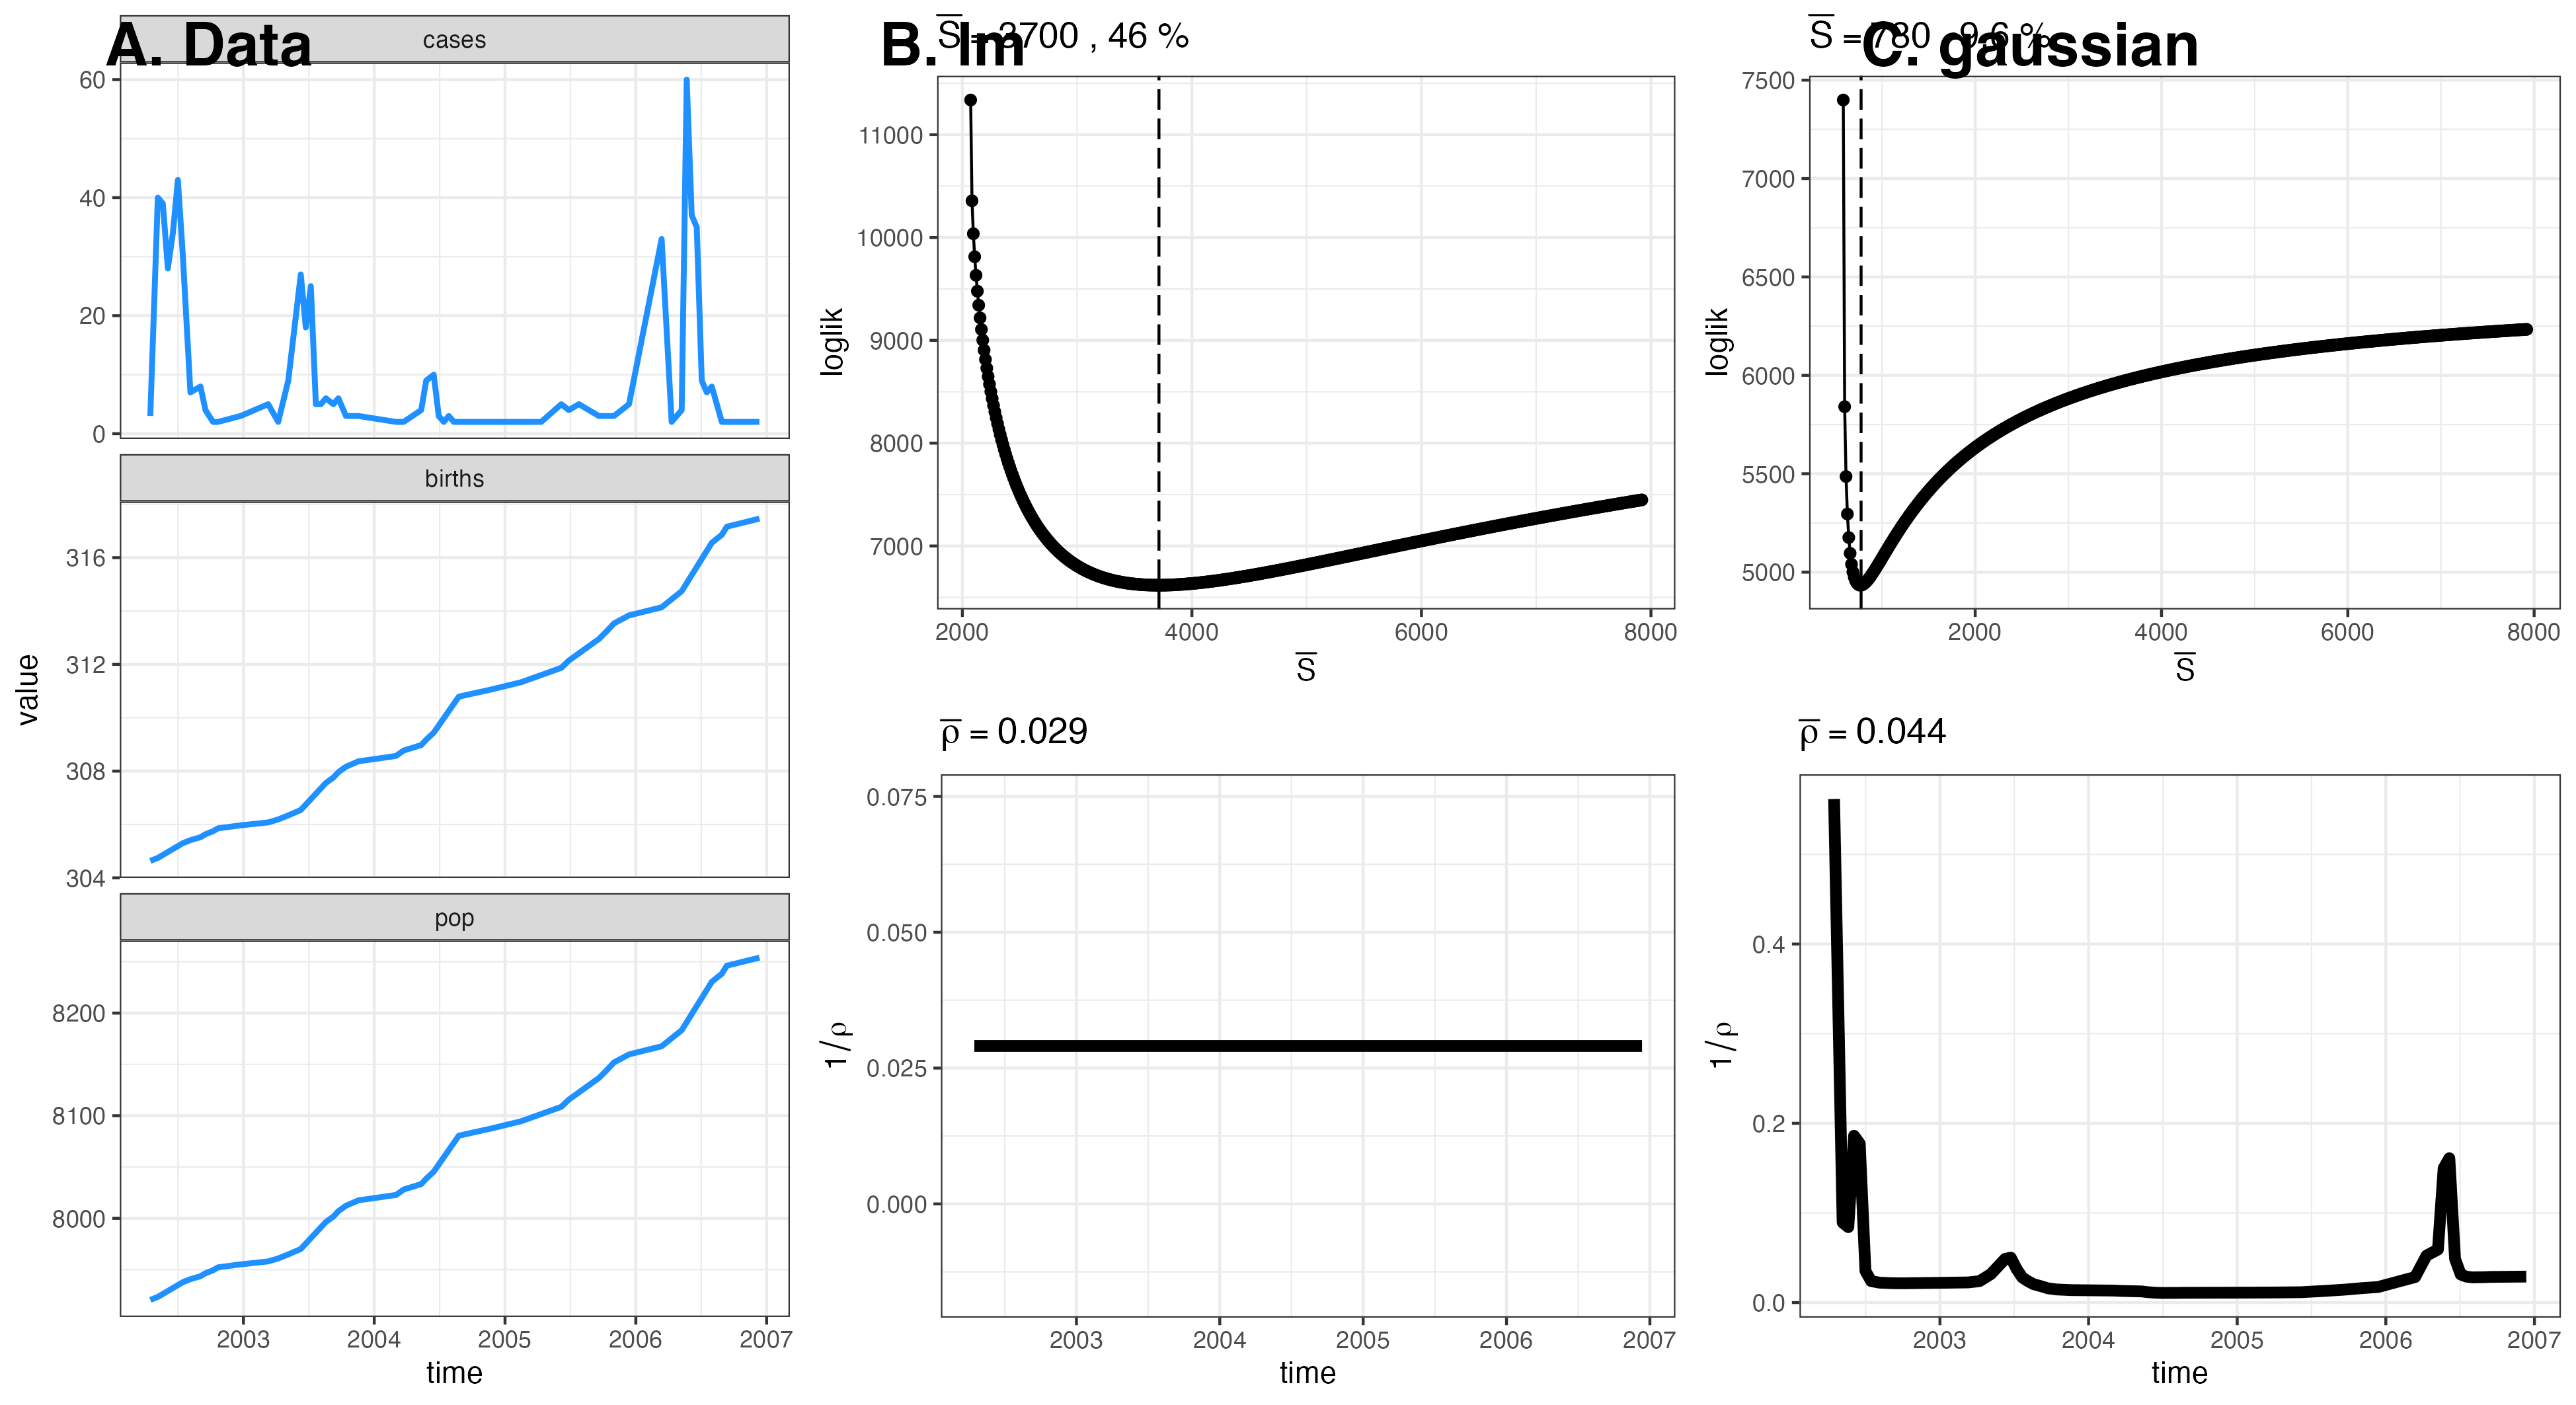 A. Data
cases
60
40
20
0
births
316
312
308
304
pop
8200
8100
8000
value
2003 2004 2005 2006 2007
time
B. lm
S̅ = 3700 , 46 %
11000
10000
9000
8000
7000
loglik
2000 4000 6000 8000
S̅
ρ̅ = 0.029
0.075
0.050
0.025
0.000
1/ρ
2003 2004 2005 2006 2007
time
C. gaussian
S̅ = 780 , 9.6 %
7500
7000
6500
6000
5500
5000
loglik
2000 4000 6000 8000
S̅
ρ̅ = 0.044
0.4
0.2
0.0
1/ρ
2003 2004 2005 2006 2007
time